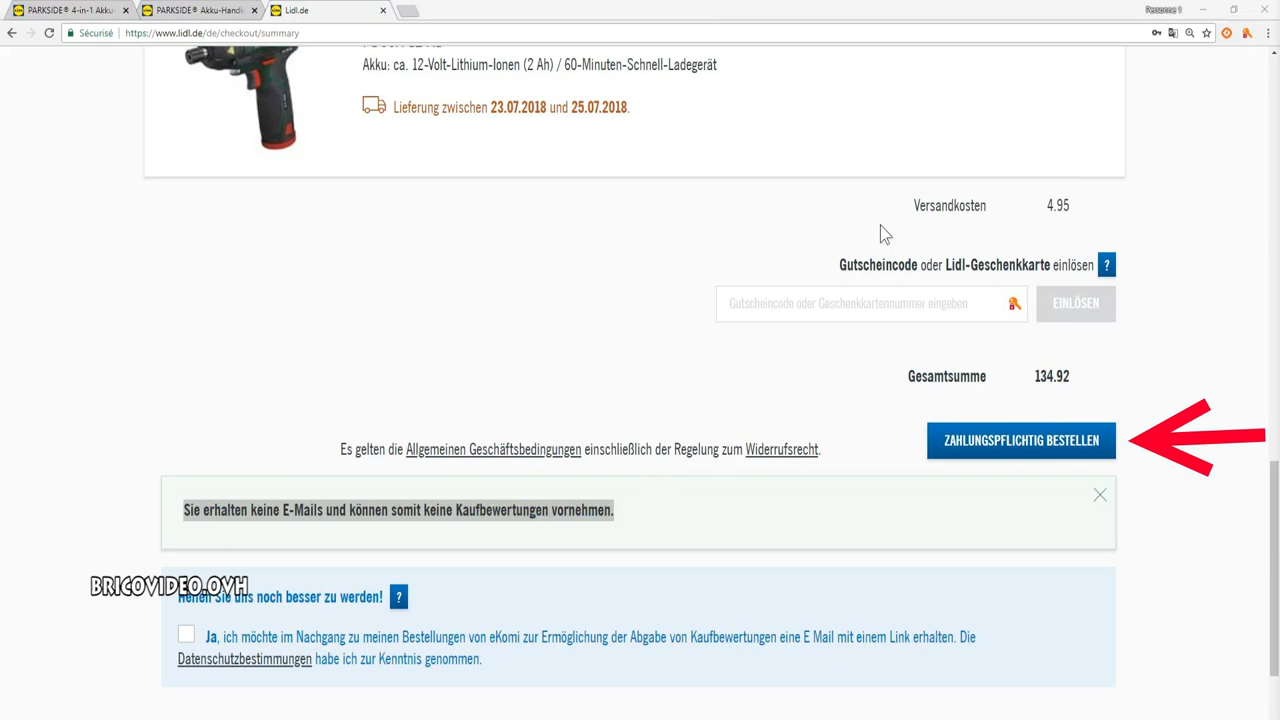 PARKSIDE® 4-in-1 Akku-
PARKSIDE® Akku-Handk
Lidl.de
Personne 1
Sécurisé
https://www.lidl.de/de/checkout/summary
Akku: ca. 12-Volt-Lithium-Ionen (2 Ah) / 60-Minuten-Schnell-Ladegerät
Lieferung zwischen 23.07.2018 und 25.07.2018.
Versandkosten 4.95
Gutscheincode oder Lidl-Geschenkkarte einlösen ?
Gutscheincode oder Geschenkkartennummer eingeben EINLÖSEN
Gesamtsumme 134.92
ZAHLUNGSPFLICHTIG BESTELLEN
Es gelten die Allgemeinen Geschäftsbedingungen einschließlich der Regelung zum Widerrufsrecht.
Sie erhalten keine E-Mails und können somit keine Kaufbewertungen vornehmen.
BRICOVIDEO.OVH
Helfen Sie uns noch besser zu werden! ?
Ja, ich möchte im Nachgang zu meinen Bestellungen von eKomi zur Ermöglichung der Abgabe von Kaufbewertungen eine E Mail mit einem Link erhalten. Die
Datenschutzbestimmungen habe ich zur Kenntnis genommen.